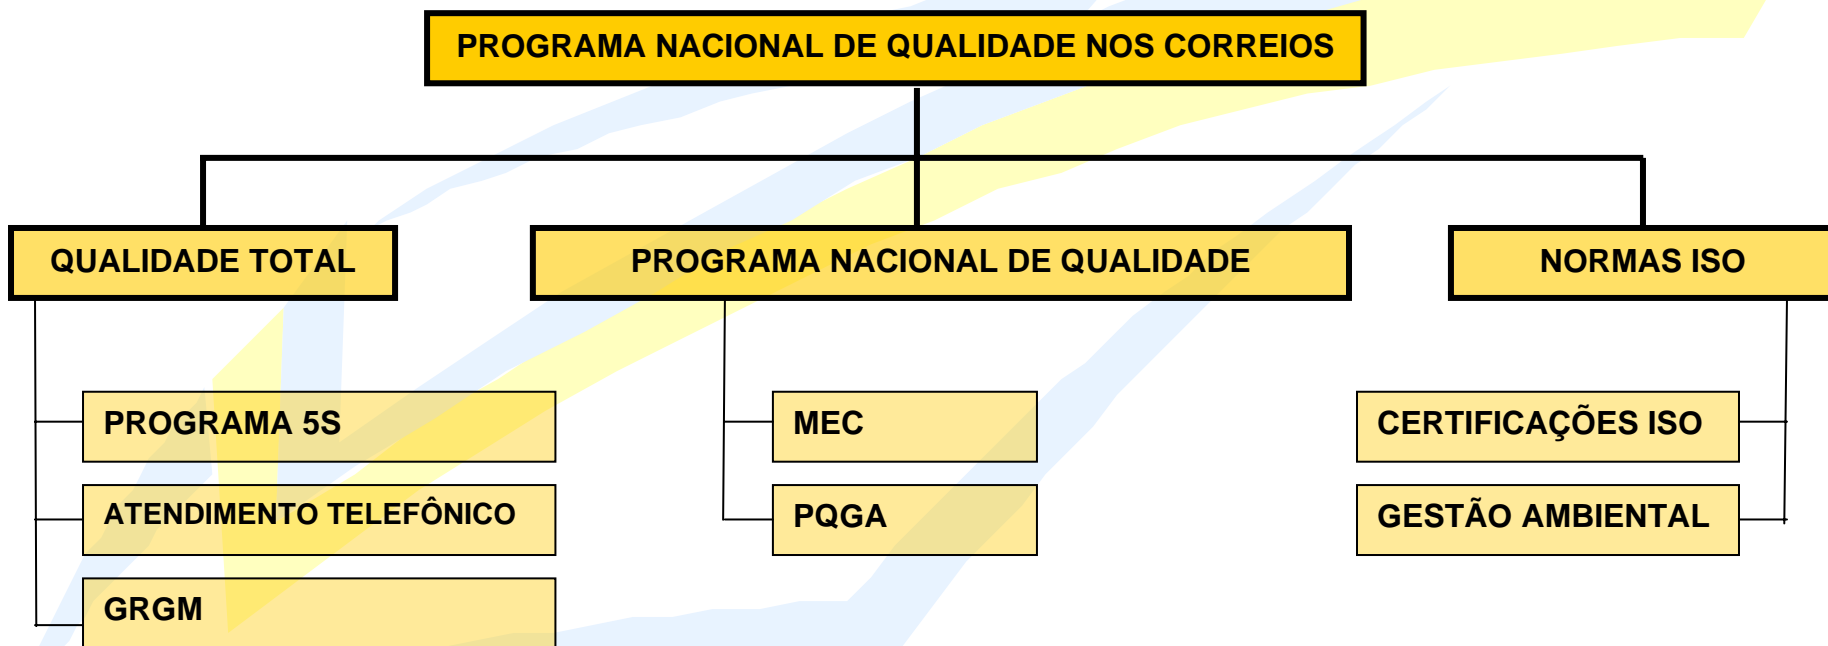 PROGRAMA NACIONAL DE QUALIDADE NOS CORREIOS
QUALIDADE TOTAL
PROGRAMA NACIONAL DE QUALIDADE
NORMAS ISO
PROGRAMA 5S
MEC
CERTIFICAÇÕES ISO
ATENDIMENTO TELEFÔNICO
PQGA
GESTÃO AMBIENTAL
GRGM